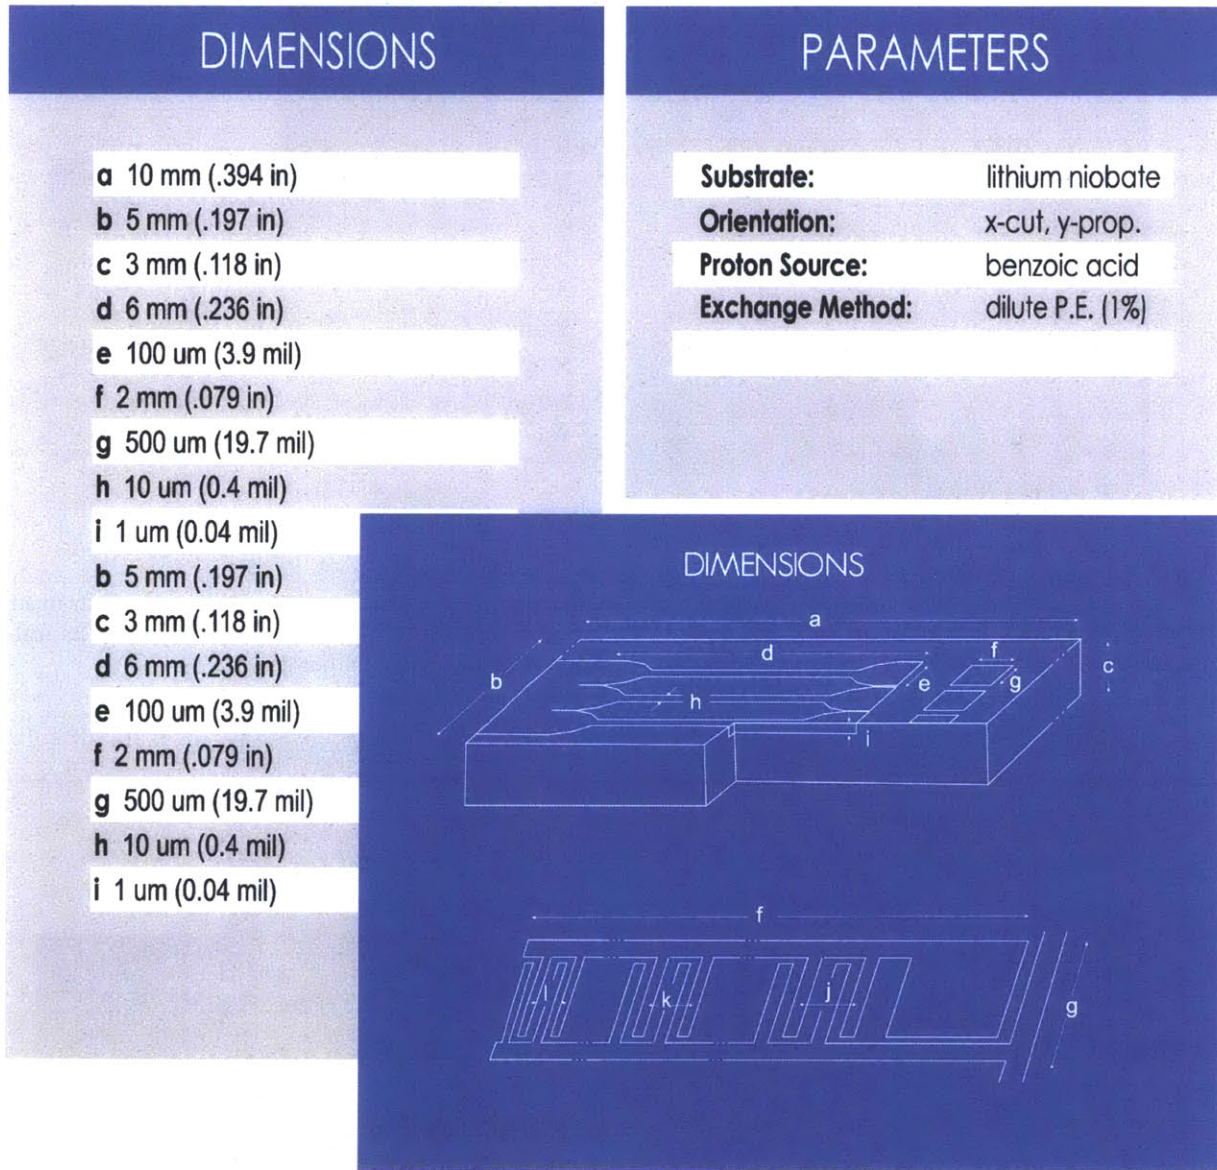 DIMENSIONS
a 10 mm (.394 in)
b 5 mm (.197 in)
c 3 mm (.118 in)
d 6 mm (.236 in)
e 100 um (3.9 mil)
f 2 mm (.079 in)
g 500 um (19.7 mil)
h 10 um (0.4 mil)
i 1 um (0.04 mil)
b 5 mm (.197 in)
c 3 mm (.118 in)
d 6 mm (.236 in)
e 100 um (3.9 mil)
f 2 mm (.079 in)
g 500 um (19.7 mil)
h 10 um (0.4 mil)
i 1 um (0.04 mil)
PARAMETERS
Substrate: lithium niobate
Orientation: x-cut, y-prop.
Proton Source: benzoic acid
Exchange Method: dilute P.E. (1%)
DIMENSIONS
a
d
f
b
e
g
c
h
i
f
l
k
j
g